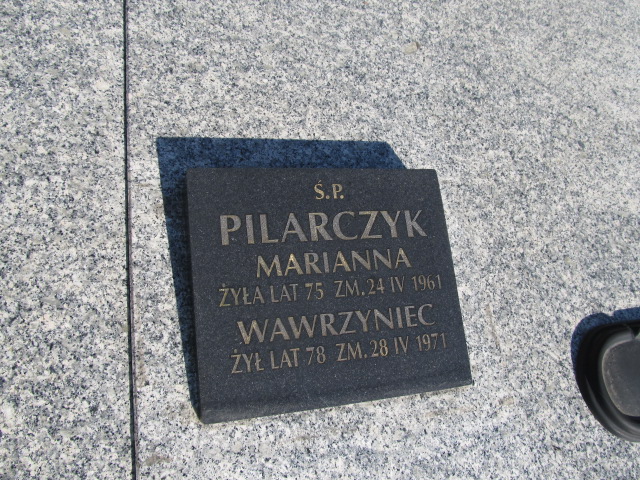 Ś.P.
PILARCZYK
MARIANNA
ŻYŁA LAT 75 ZM. 24 IV 1961
WAWRZYNIEC
ŻYŁ LAT 78 ZM. 28 IV 1971